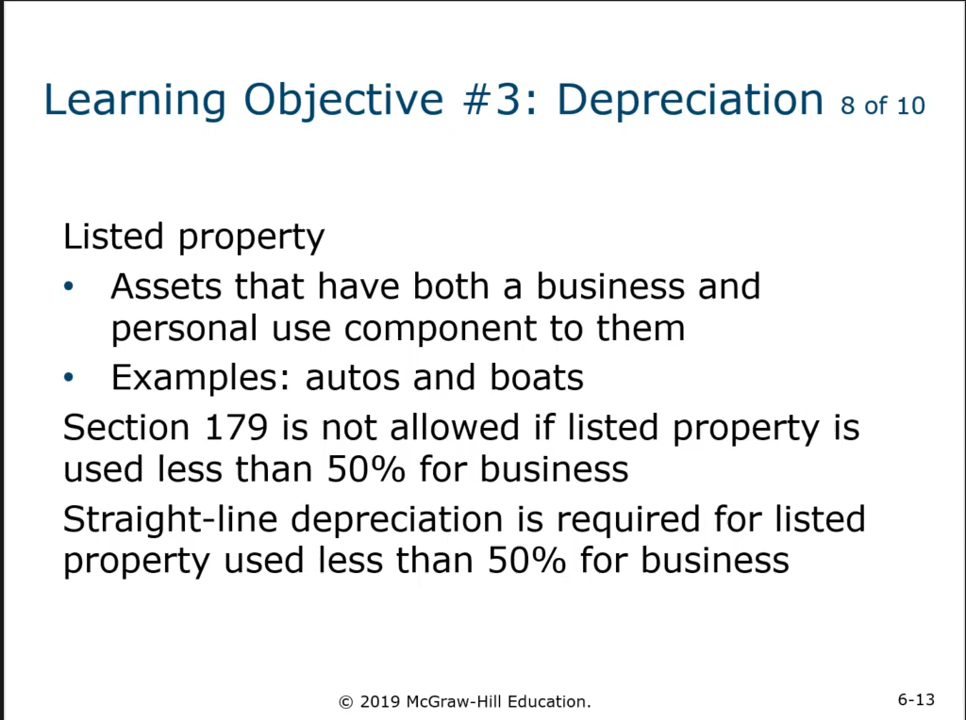 Learning Objective #3: Depreciation 8 of 10
Listed property
• Assets that have both a business and
personal use component to them
• Examples: autos and boats
Section 179 is not allowed if listed property is
used less than 50% for business
Straight-line depreciation is required for listed
property used less than 50% for business
© 2019 McGraw-Hill Education.
6-13